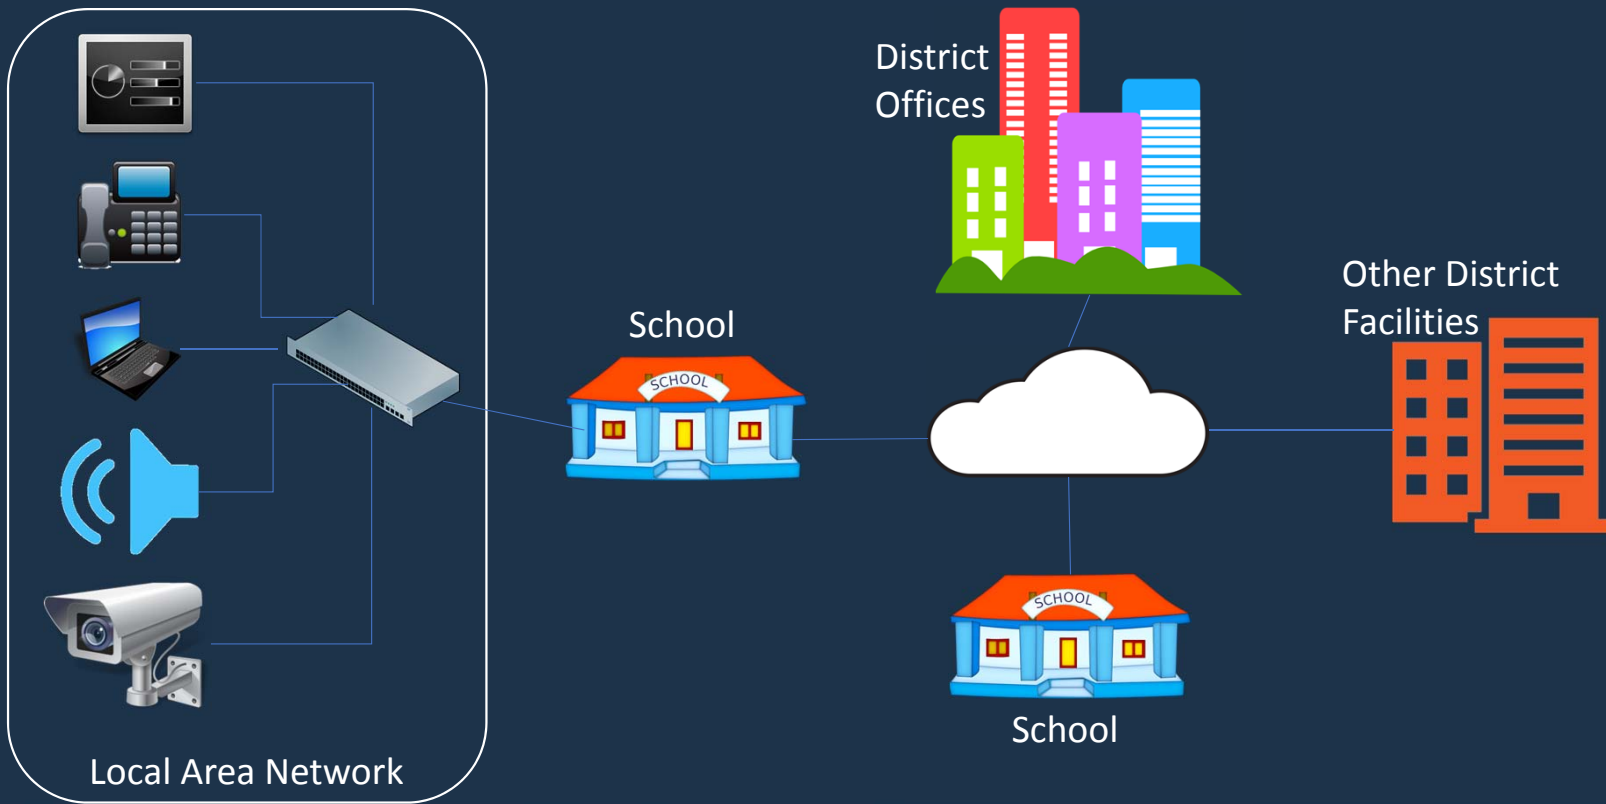 District
Offices
Other District
Facilities
School
SCHOOL
SCHOOL
School
Local Area Network